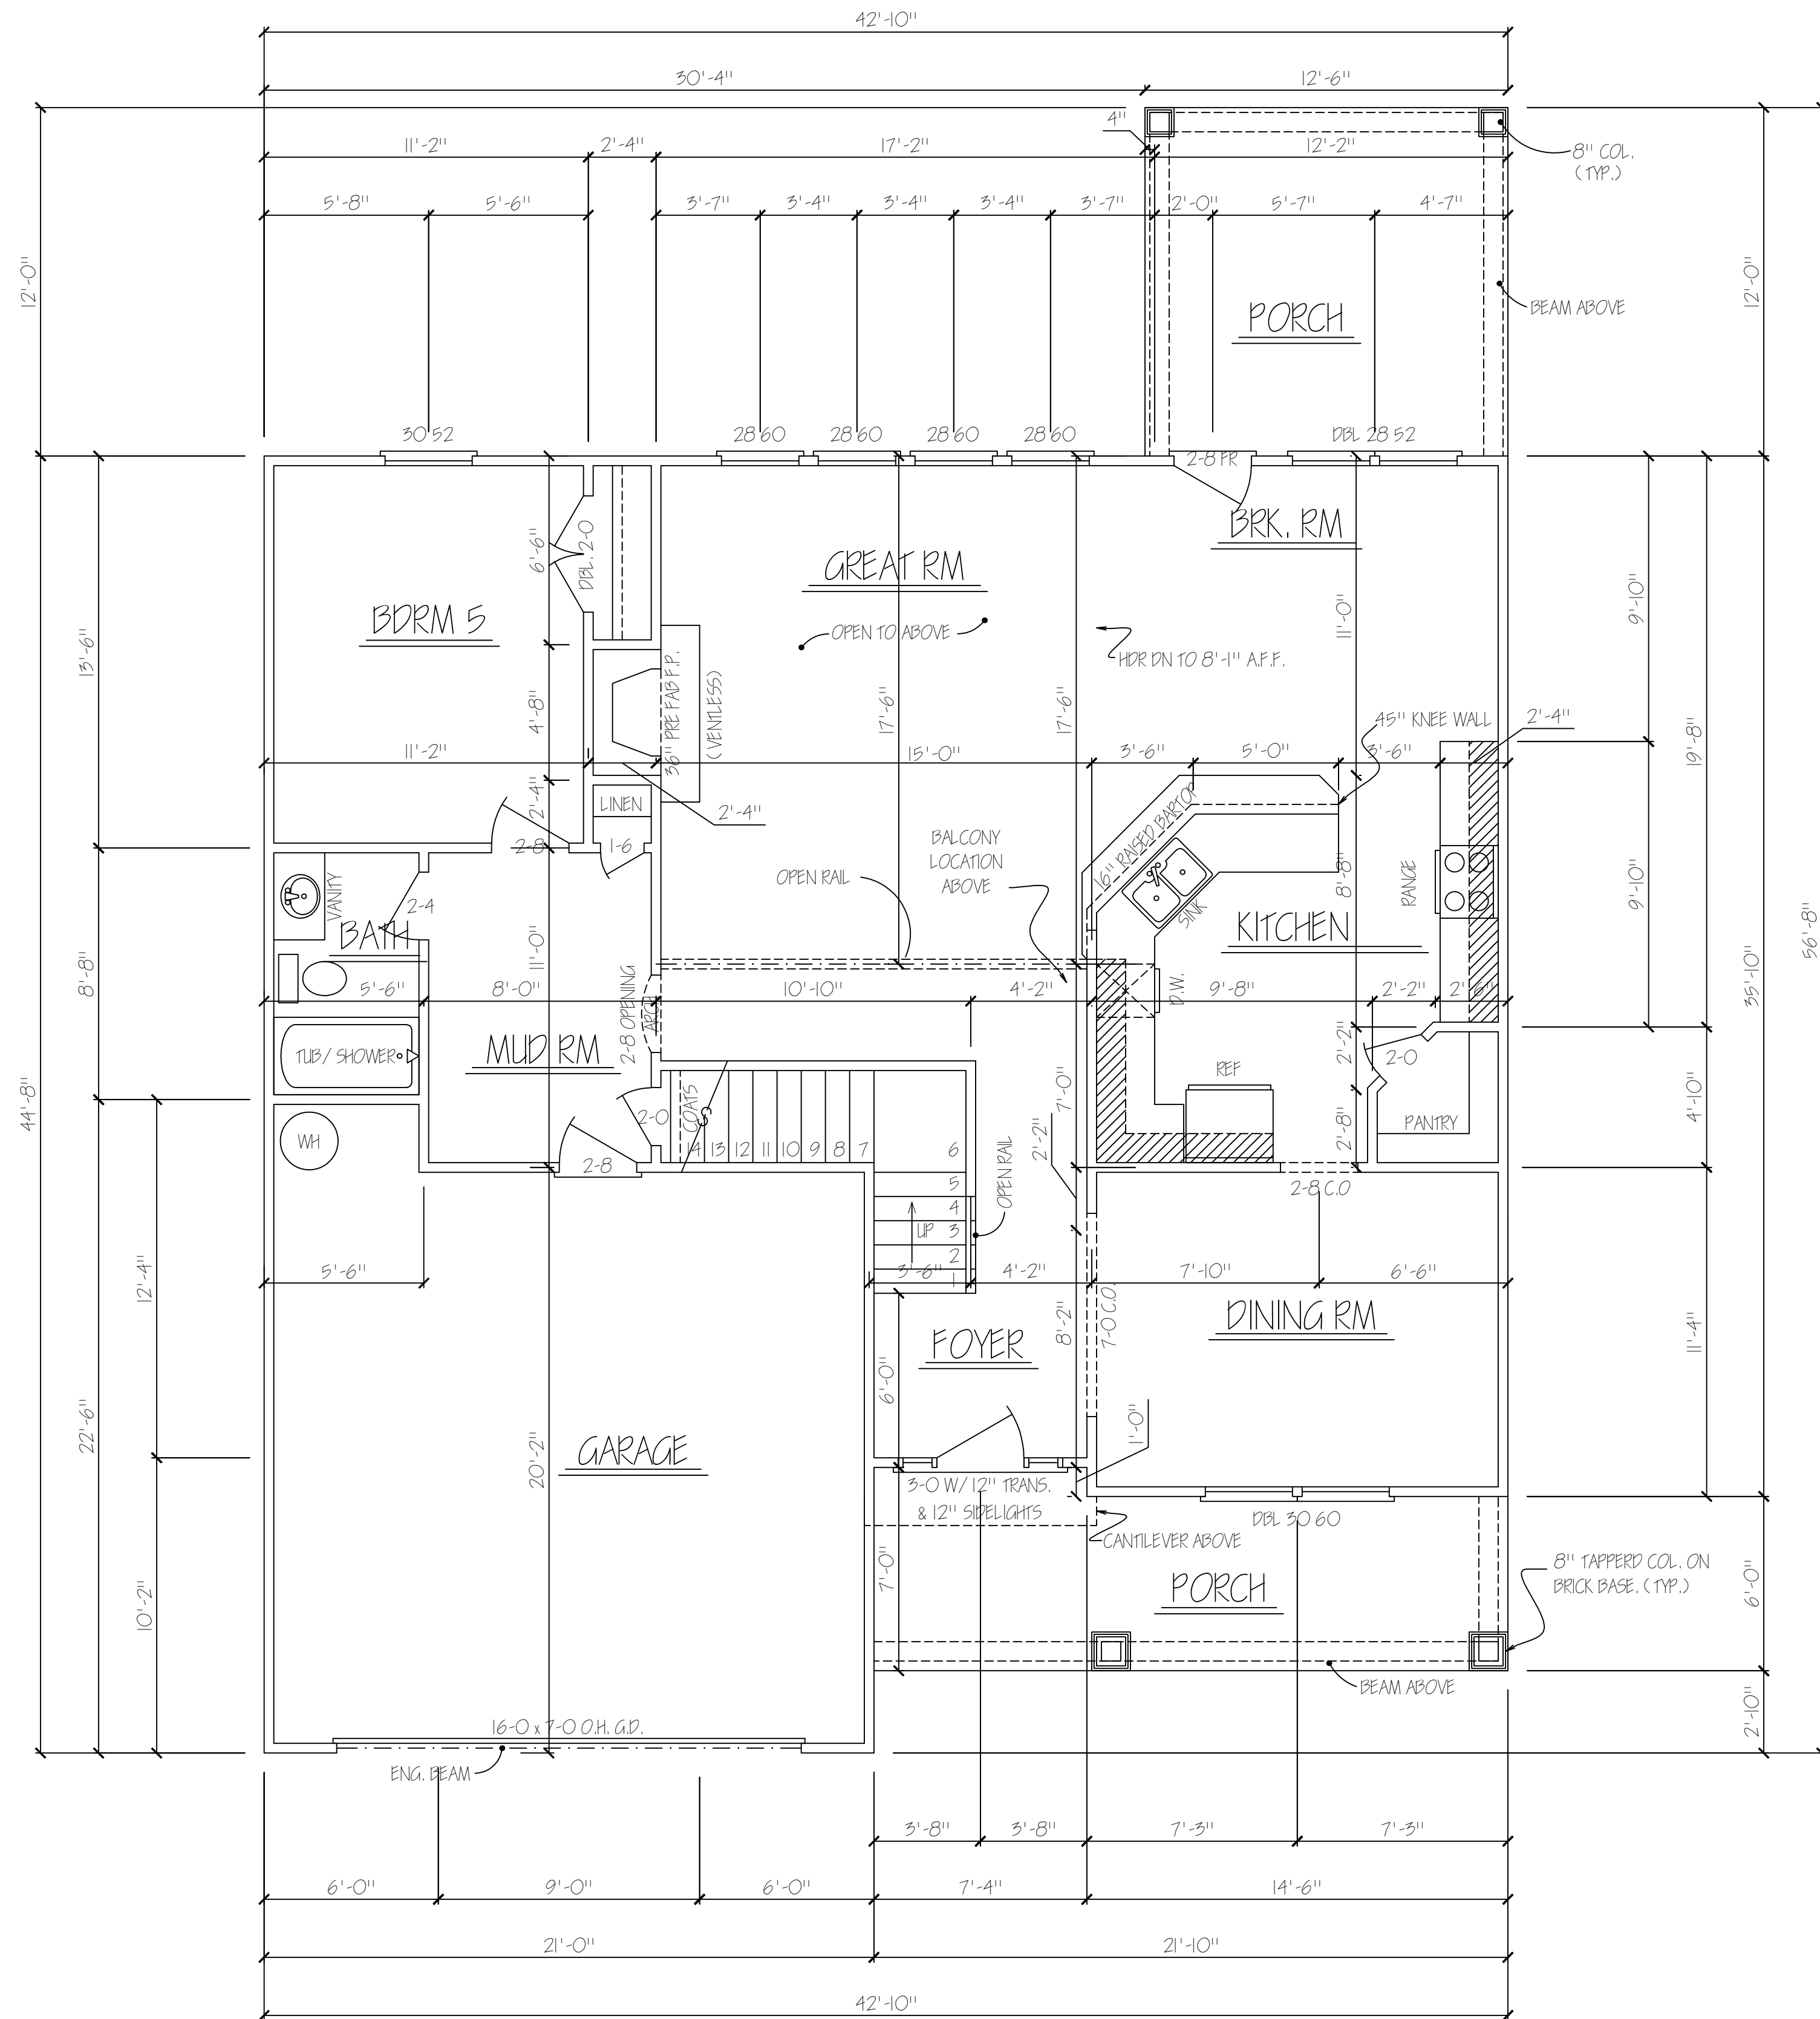 42'-10"
30'-4"
12'-6"
4"
11'-2"
2'-4"
17'-2"
12'-2"
8" COL.
(TYP.)
5'-8"
5'-6"
3'-7"
3'-4"
3'-4"
3'-4"
3'-7"
2'-0"
5'-7"
4'-7"
12'-0"
12'-0"
BEAM ABOVE
PORCH
30 52
28 60
28 60
28 60
28 60
2-8 FR
DBL 28 52
BRK. RM
GREAT RM
6'-6"
DBL. 2-0
BDRM 5
OPEN TO ABOVE
HDR DN TO 8'-1" A.F.F.
11'-0"
9'-10"
13'-6"
4'-8"
36" PRE FAB F.P.
(VENTLESS)
17'-6"
17'-6"
45" KNEE WALL
2'-4"
19'-8"
11'-2"
15'-0"
3'-6"
5'-0"
3'-6"
2'-4"
LINEN
2'-4"
2-8
1-6
BALCONY
LOCATION
ABOVE
OPEN RAIL
16" RAISED BARTOP
SINK
8'-8"
RANGE
9'-10"
VANITY
2-4
BATH
KITCHEN
56'-8"
8'-8"
11'-0"
5'-6"
8'-0"
2-8 OPENING
ARCH
10'-10"
4'-2"
D.W.
9'-8"
2'-2"
2'-6"
35'-10"
TUB/ SHOWER
MUD RM
2'-2"
2-0
REF
44'-8"
WH
2-0
COATS
S
7'-0"
2'-2"
2'-8"
PANTRY
4'-10"
2-8
14
13
12
11
10
9
8
7
6
5
4
3
2
1
UP
OPEN RAIL
2-8 C.O
12'-4"
5'-6"
3'-6"
4'-2"
7'-10"
6'-6"
7-0 C.O.
8'-2"
DINING RM
11'-4"
FOYER
6'-0"
22'-6"
20'-2"
GARAGE
1'-0"
3-0 W/ 12" TRANS.
& 12" SIDELIGHTS
DBL 30 60
CANTILEVER ABOVE
7'-0"
8" TAPPERD COL. ON
BRICK BASE. (TYP.)
PORCH
6'-0"
10'-2"
BEAM ABOVE
2'-10"
16-0 x 7-0 O.H. G.D.
ENG. BEAM
3'-8"
3'-8"
7'-3"
7'-3"
6'-0"
9'-0"
6'-0"
7'-4"
14'-6"
21'-0"
21'-10"
42'-10"